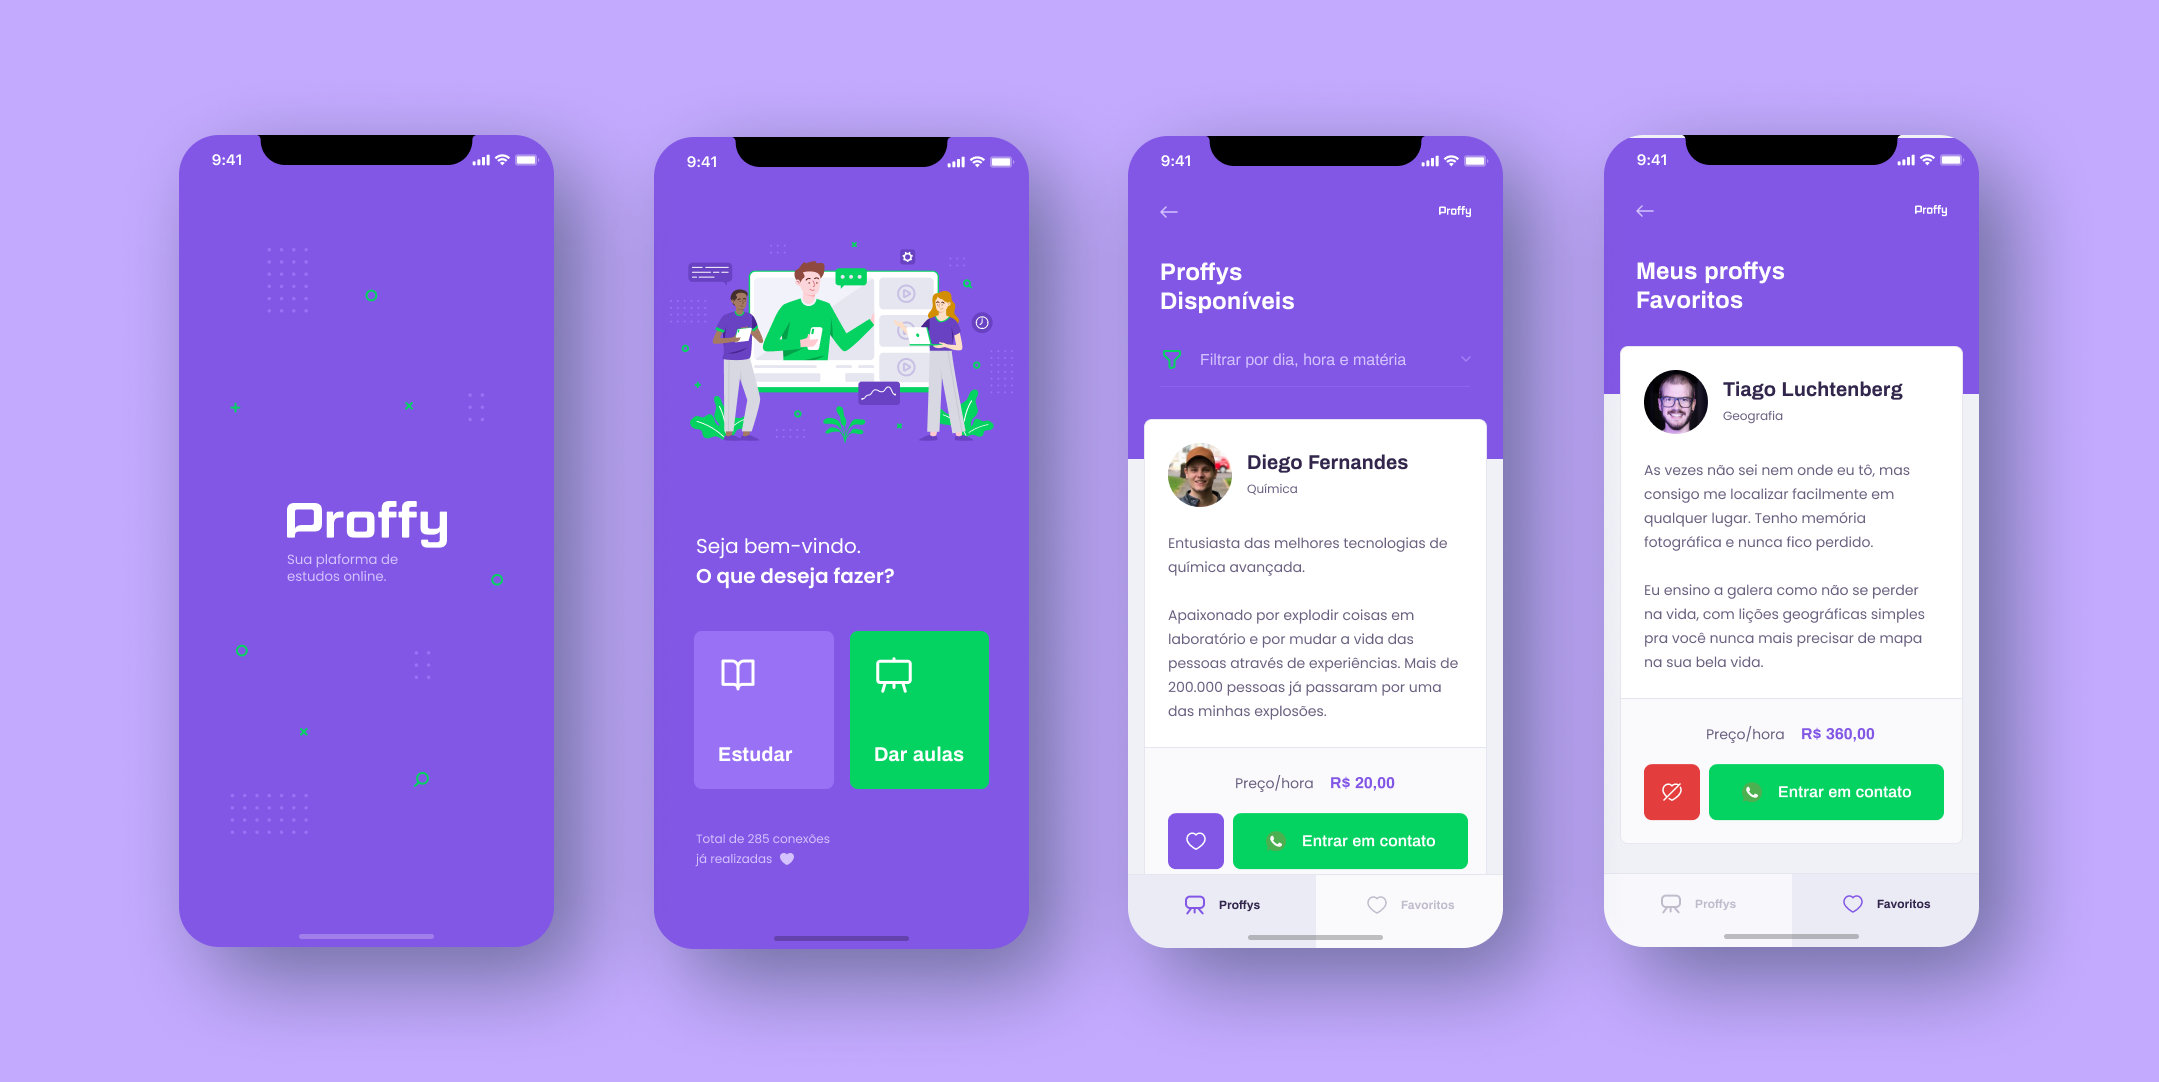 9:41
Proffy
Sua plaforma de
estudos online.
9:41
Seja bem-vindo.
O que deseja fazer?
Estudar
Dar aulas
Total de 285 conexões
já realizadas
9:41
Proffy
Proffys
Disponíveis
Filtrar por dia, hora e matéria
Diego Fernandes
Química
Entusiasta das melhores tecnologias de
química avançada.
Apaixonado por explodir coisas em
laboratório e por mudar a vida das
pessoas através de experiências. Mais de
200.000 pessoas já passaram por uma
das minhas explosões.
Preço/hora R$ 20,00
Entrar em contato
Proffys
Favoritos
9:41
Proffy
Meus proffys
Favoritos
Tiago Luchtenberg
Geografia
As vezes não sei nem onde eu tô, mas
consigo me localizar facilmente em
qualquer lugar. Tenho memória
fotográfica e nunca fico perdido.
Eu ensino a galera como não se perder
na vida, com lições geográficas simples
pra você nunca mais precisar de mapa
na sua bela vida.
Preço/hora R$ 360,00
Entrar em contato
Proffys
Favoritos